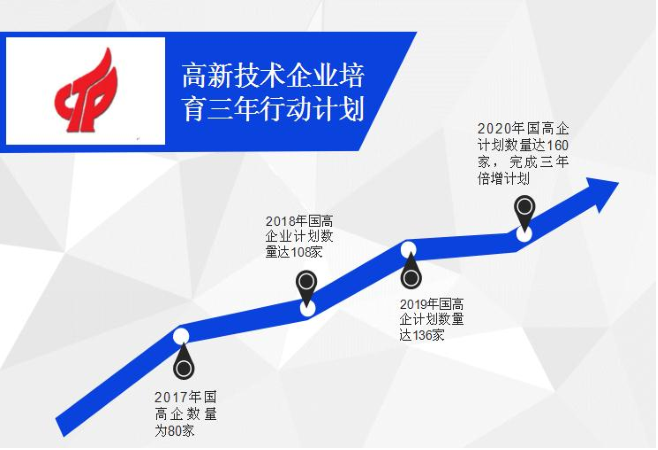 高新技术企业培
育三年行动计划
2020年国高企
计划数量达160
家，完成三年
倍增计划
2018年国高
企业计划数
量达108家
2019年国高
企计划数量
达136家
2017年国
高企数量
为80家